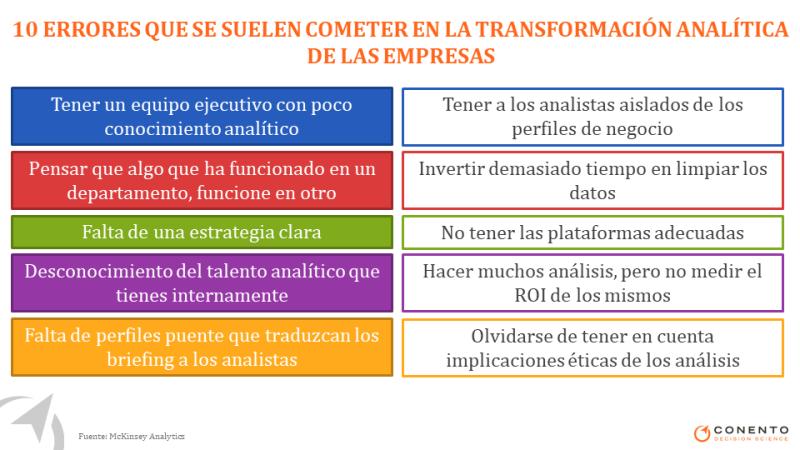 10 ERRORES QUE SE SUELEN COMETER EN LA TRANSFORMACIÓN ANALÍTICA
DE LAS EMPRESAS
Tener un equipo ejecutivo con poco
conocimiento analítico
Tener a los analistas aislados de los
perfiles de negocio
Pensar que algo que ha funcionado en un
departamento, funcione en otro
Invertir demasiado tiempo en limpiar los
datos
Falta de una estrategia clara
No tener las plataformas adecuadas
Desconocimiento del talento analítico que
tienes internamente
Hacer muchos análisis, pero no medir el
ROI de los mismos
Falta de perfiles puente que traduzcan los
briefing a los analistas
Olvidarse de tener en cuenta
implicaciones éticas de los análisis
Fuente: McKinsey Analytics
CONENTO
DECISION SCIENCE